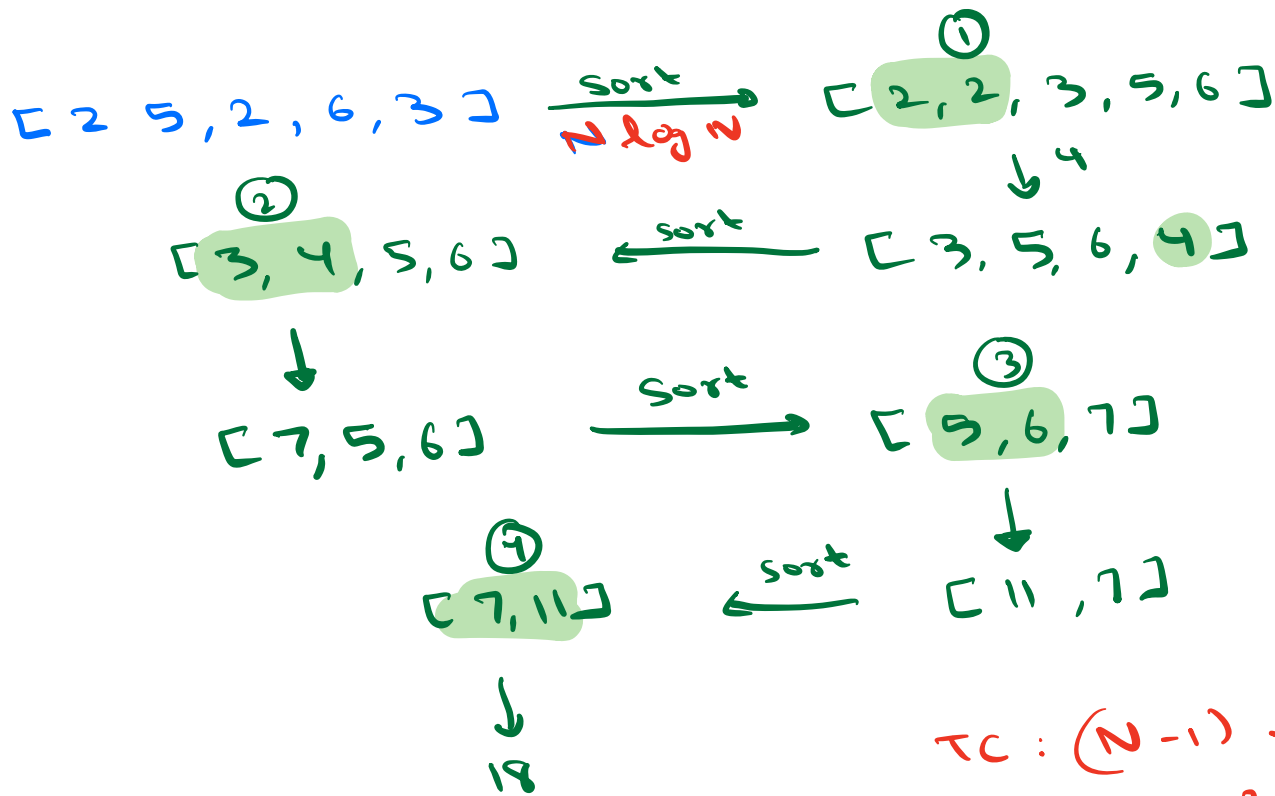 ①
[ 2 5, 2, 6, 3 ] sort N log N [ 2, 2, 3, 5, 6 ]
4
②
[ 3, 4, 5, 6 ] sort [ 3, 5, 6, 4 ]
③
[ 7, 5, 6 ] sort [ 5, 6, 7 ]
④
[ 7, 11 ] sort [ 11, 7 ]
18
TC : (N - 1) .